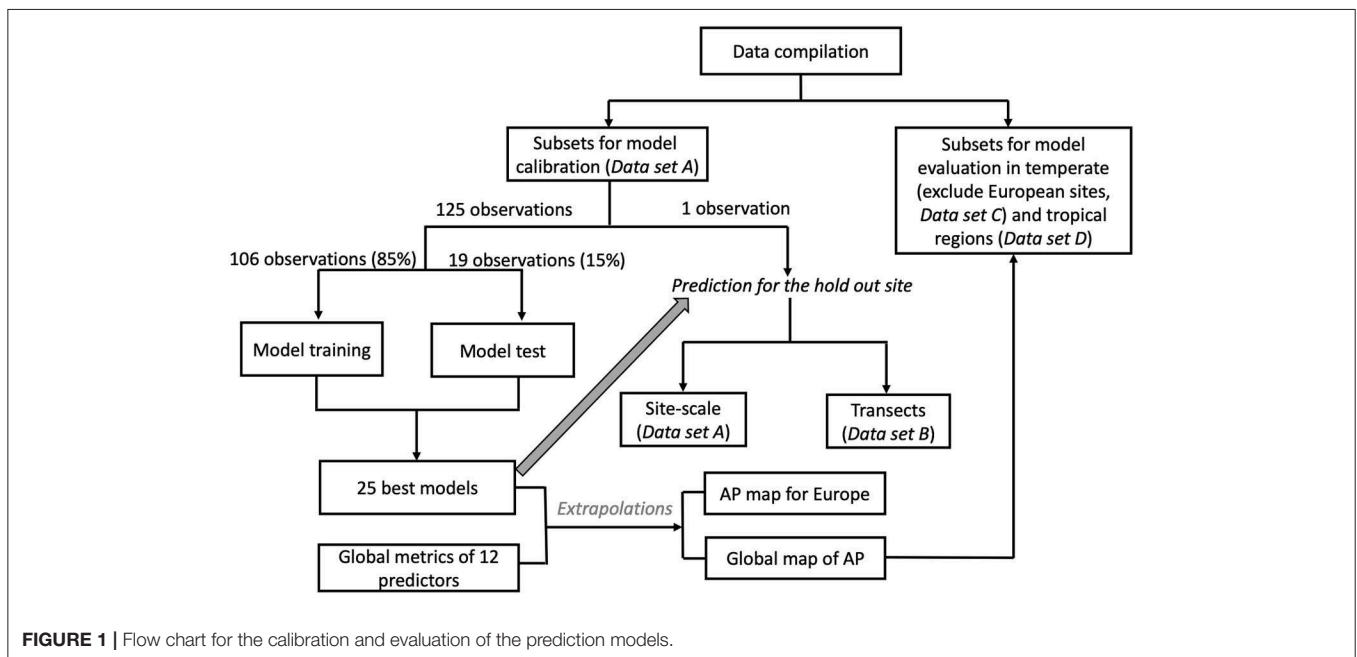 Data compilation
Subsets for model
calibration (Data set A)
Subsets for model
evaluation in temperate
(exclude European sites,
Data set C) and tropical
regions (Data set D)
125 observations
1 observation
106 observations (85%)
19 observations (15%)
Prediction for the hold out site
Model training
Model test
Site-scale
(Data set A)
Transects
(Data set B)
25 best models
Extrapolations
AP map for Europe
Global metrics of 12
predictors
Global map of AP
FIGURE 1 | Flow chart for the calibration and evaluation of the prediction models.